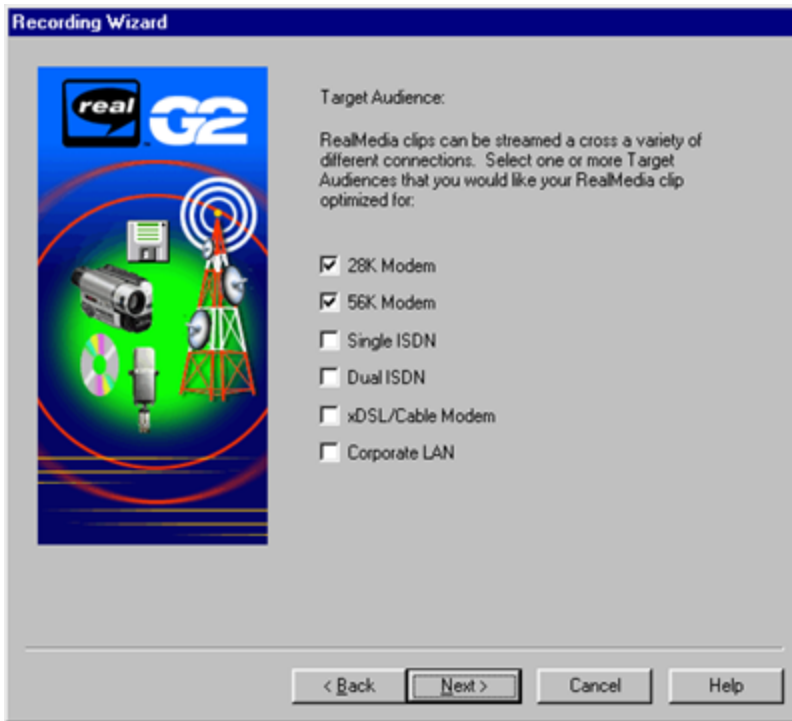 Recording Wizard
real
G2
Target Audience:
RealMedia clips can be streamed a cross a variety of
different connections. Select one or more Target
Audiences that you would like your RealMedia clip
optimized for:
28K Modem
56K Modem
Single ISDN
Dual ISDN
xDSL/Cable Modem
Corporate LAN
< Back
Next >
Cancel
Help